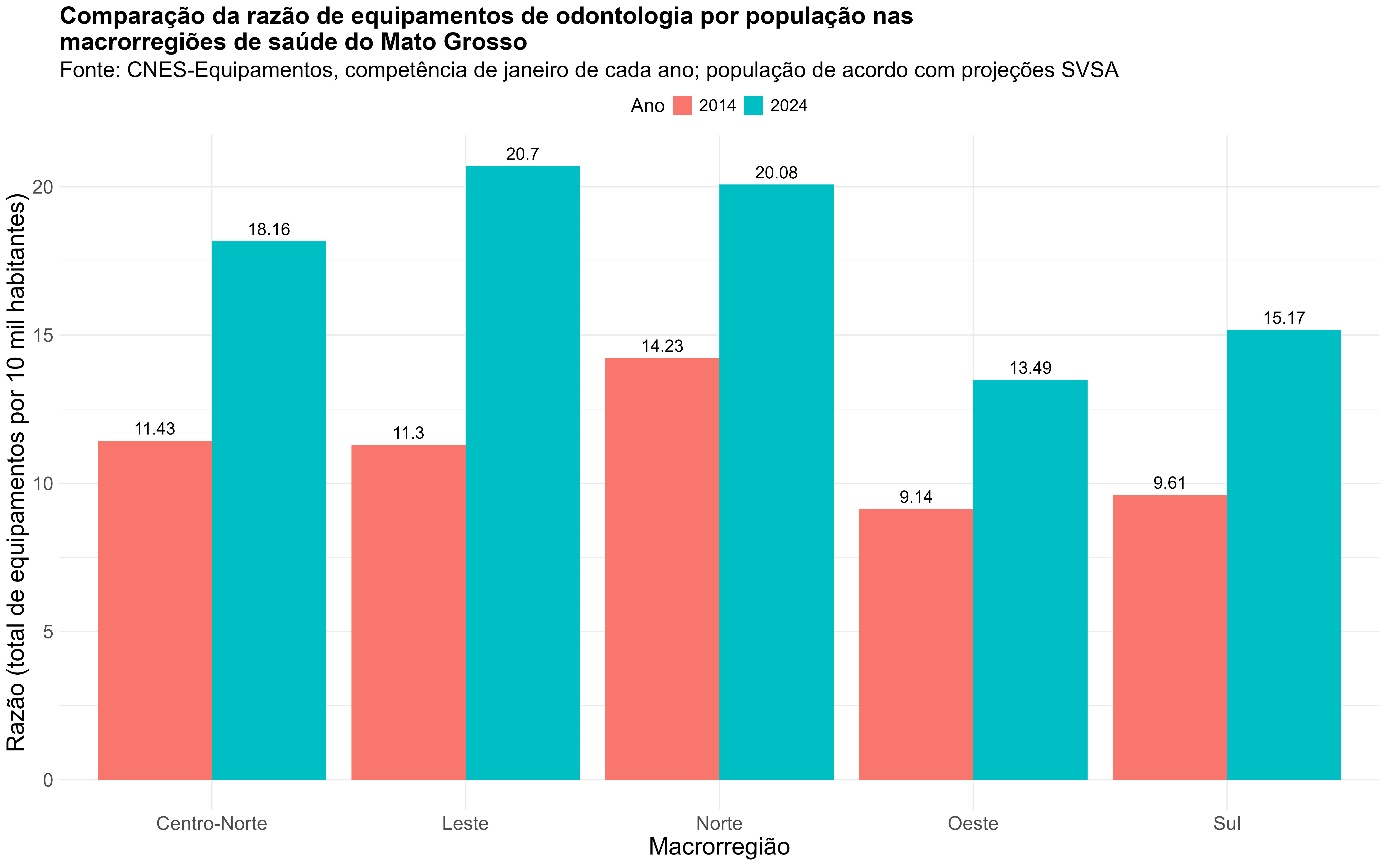 Comparação da razão de equipamentos de odontologia por população nas
macrorregiões de saúde do Mato Grosso
Fonte: CNES-Equipamentos, competência de janeiro de cada ano; população de acordo com projeções SVSA
Ano 2014 2024
Razão (total de equipamentos por 10 mil habitantes)
20
15
10
5
0
11.43
18.16
11.3
20.7
14.23
20.08
9.14
13.49
9.61
15.17
Centro-Norte
Leste
Norte
Oeste
Sul
Macrorregião